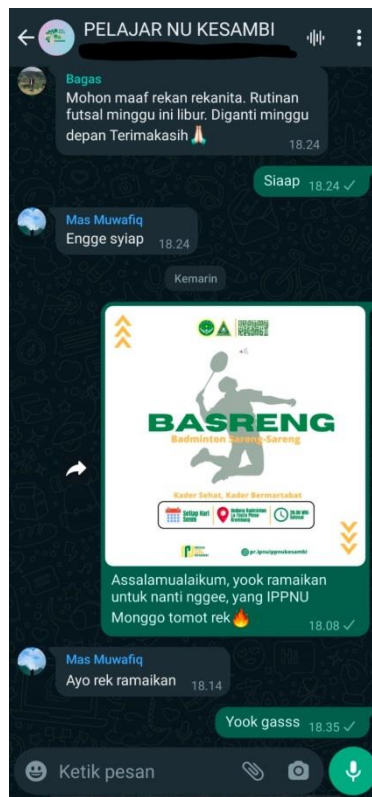 PELAJAR NU KESAMBI
Bagas
Mohon maaf rekan rekanita. Rutinan
futsal minggu ini libur. Diganti minggu
depan Terimakasih 🙏🏻
18.24
Siaap 18.24
Mas Muwafiq
Engge syiap 18.24
Kemarin
BASRENG
Badminton Sareng-Sareng
Kader Sehat, Kader Bermartabat
Setiap Hari
Senin
Selesai
@pr.ipnuippnukesambi
Assalamualaikum, yook ramaikan
untuk nanti nggee, yang IPPNU
Monggo tomot rek🔥
18.08
Mas Muwafiq
Ayo rek ramaikan 18.14
Yook gasss 18.35
Ketik pesan